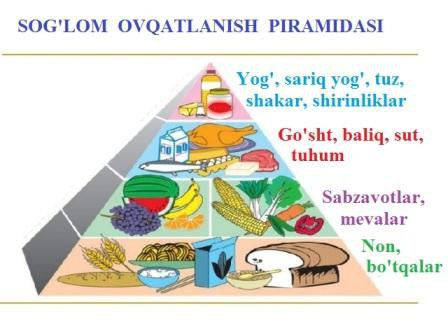 SOG'LOM OVQATLANISH PIRAMIDASI
Yog', sariq yog', tuz,
shakar, shirinliklar
Go'sht, baliq, sut,
tuhum
Sabzavotlar,
mevalar
Non,
bo'tqalar